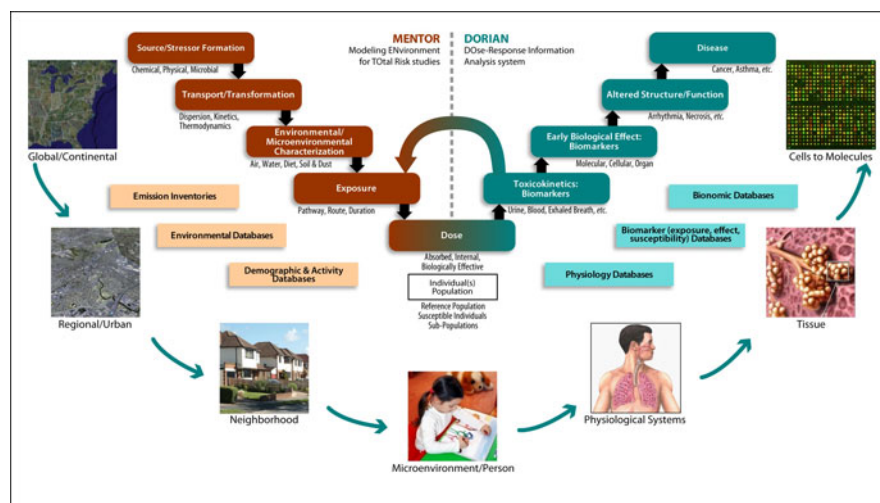 MENTOR
Modeling ENvironment
for TOtal Risk studies
DORIAN
DOse-Response Information
Analysis system
Source/Stressor Formation
Chemical, Physical, Microbial
Transport/Transformation
Dispersion, Kinetics,
Thermodynamics
Environmental/
Microenvironmental
Characterization
Air, Water, Diet, Soil & Dust
Exposure
Pathway, Route, Duration
Dose
Absorbed, Internal,
Biologically Effective
Individual(s)
Population
Reference Population
Susceptible Individuals
Sub-Populations
Toxicokinetics:
Biomarkers
Urine, Blood, Exhaled Breath, etc.
Early Biological Effect:
Biomarkers
Molecular, Cellular, Organ
Altered Structure/Function
Arrhythmia, Necrosis, etc.
Disease
Cancer, Asthma, etc.
Emission Inventories
Environmental Databases
Demographic & Activity
Databases
Bionomic Databases
Biomarker (exposure, effect,
susceptibility) Databases
Physiology Databases
Global/Continental
Regional/Urban
Neighborhood
Microenvironment/Person
Physiological Systems
Tissue
Cells to Molecules